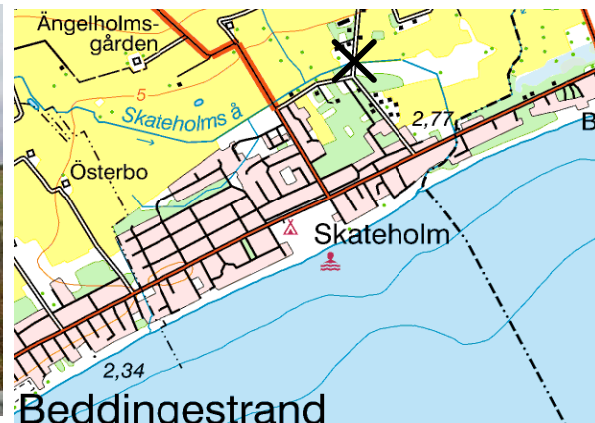 Ängelholms-
gården
5
Skateholms å
2,77
B
Österbo
Skateholm
2,34
Beddingestrand